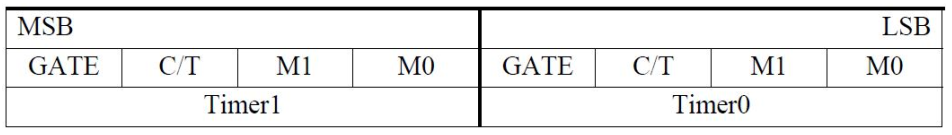 MSB LSB
GATE C/T M1 M0 GATE C/T M1 M0
Timer1 Timer0